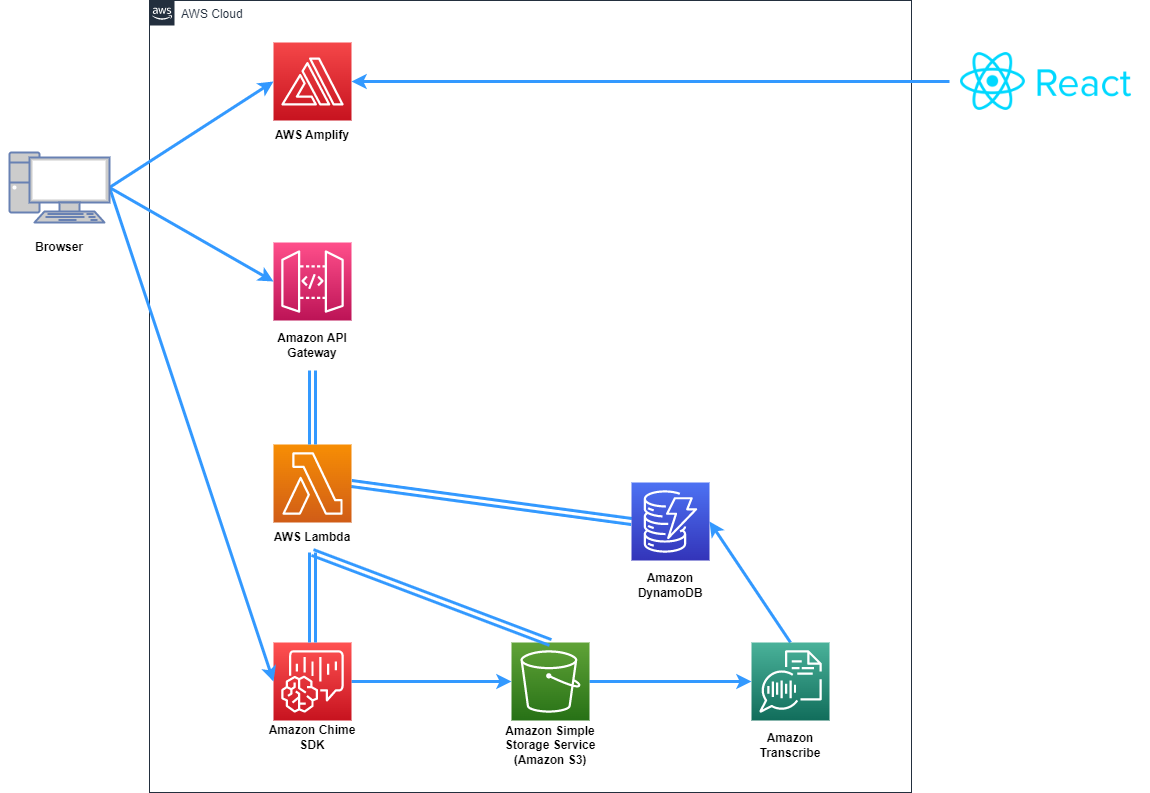 aws
AWS Cloud
AWS Amplify
React
Browser
</>
Amazon API
Gateway
AWS Lambda
Amazon
DynamoDB
Amazon Chime
SDK
Amazon Simple
Storage Service
(Amazon S3)
Amazon
Transcribe